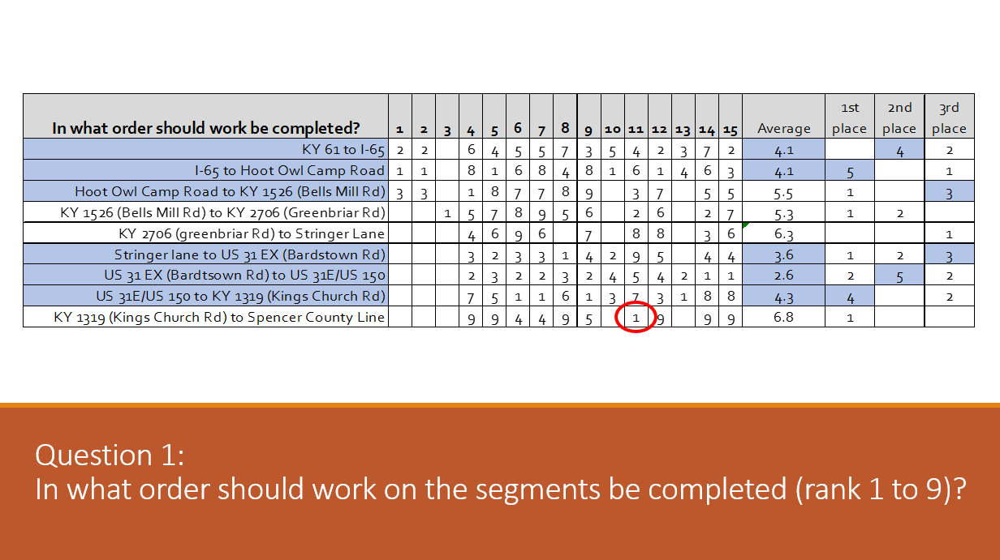 1st 2nd 3rd
In what order should work be completed? 1 2 3 4 5 6 7 8 9 10 11 12 13 14 15 Average place place place
KY 61 to I-65 2 2 6 4 5 5 7 3 5 4 2 3 7 2 4.1 4 2
I-65 to Hoot Owl Camp Road 1 1 8 1 6 8 4 8 1 6 1 4 6 3 4.1 5 1
Hoot Owl Camp Road to KY 1526 (Bells Mill Rd) 3 3 1 8 7 7 8 9 3 7 5 5 5.5 1 3
KY 1526 (Bells Mill Rd) to KY 2706 (Greenbriar Rd) 1 5 7 8 9 5 6 2 6 2 7 5.3 1 2
KY 2706 (greenbriar Rd) to Stringer Lane 4 6 9 6 7 8 8 3 6 6.3 1
Stringer lane to US 31 EX (Bardstown Rd) 3 2 3 3 1 4 2 9 5 4 4 3.6 1 2 3
US 31 EX (Bardtsown Rd) to US 31E/US 150 2 3 2 2 3 2 4 5 4 2 1 1 2.6 2 5 2
US 31E/US 150 to KY 1319 (Kings Church Rd) 7 5 1 1 6 1 3 7 3 1 8 8 4.3 4 2
KY 1319 (Kings Church Rd) to Spencer County Line 9 9 4 4 9 5 1 9 9 9 6.8 1
Question 1:
In what order should work on the segments be completed (rank 1 to 9)?